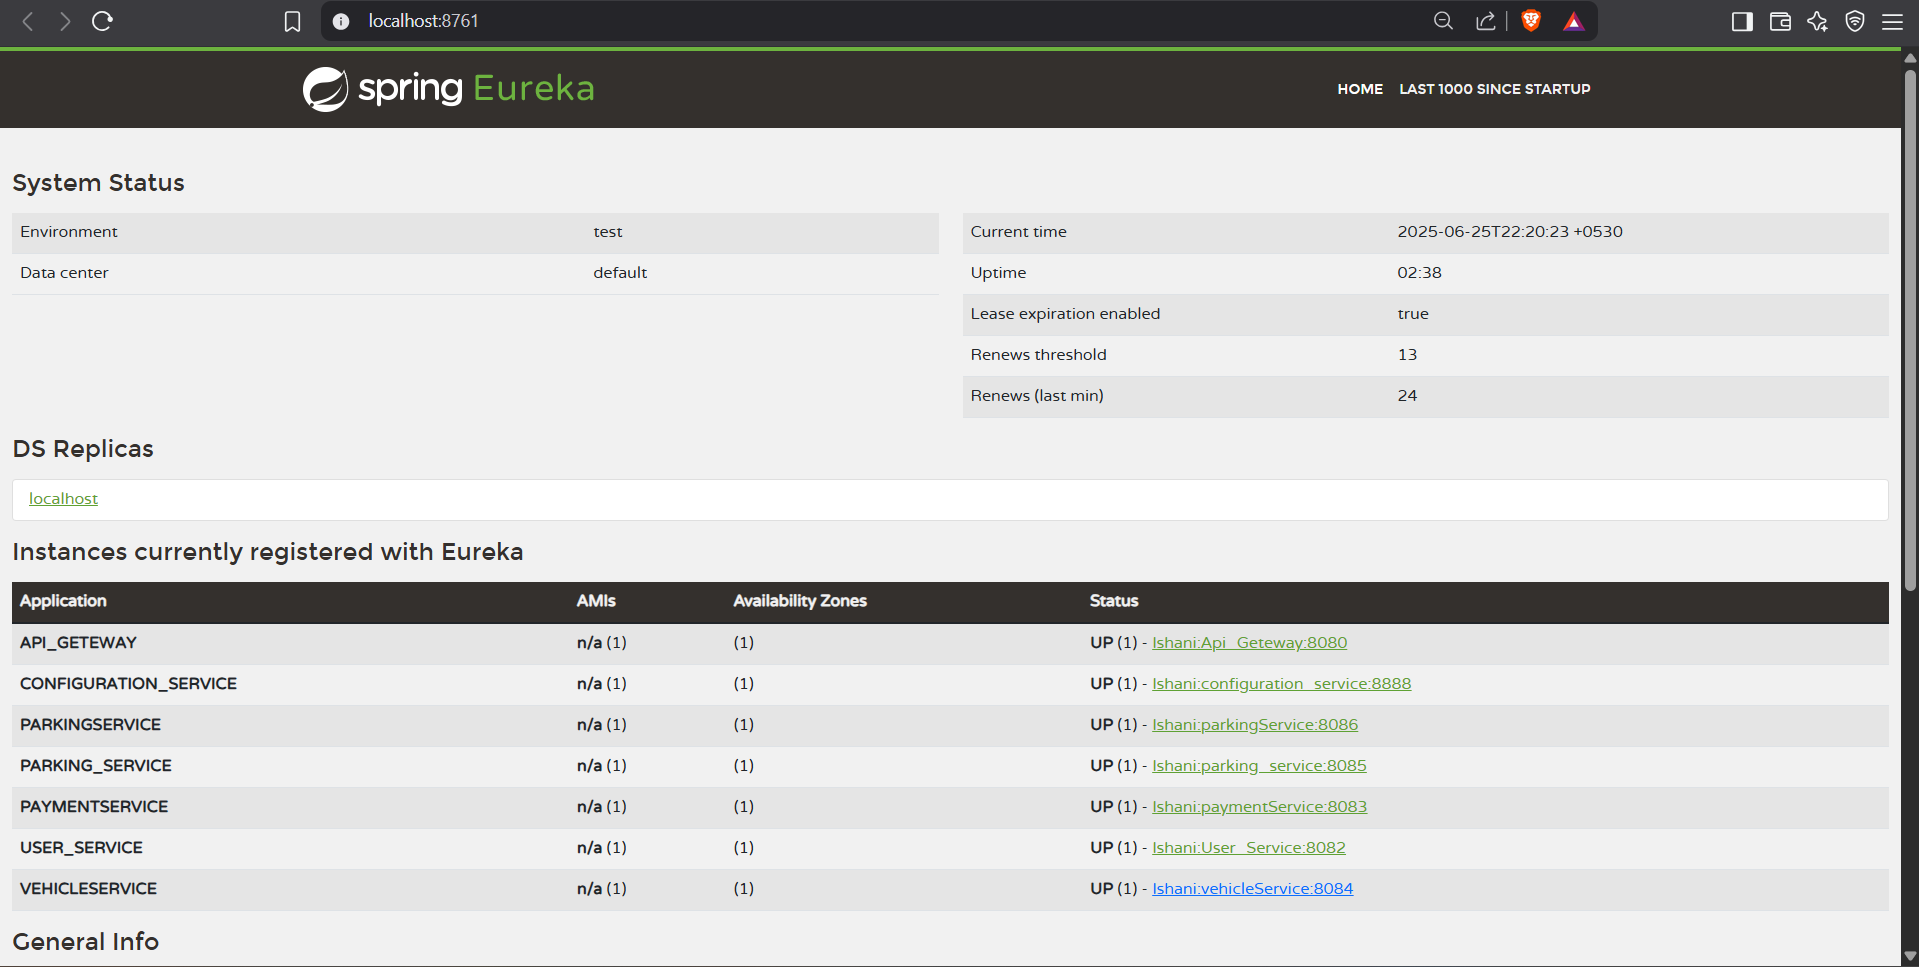 localhost:8761
spring Eureka
HOME LAST 1000 SINCE STARTUP
System Status
Environment test
Data center default
Current time 2025-06-25T22:20:23 +0530
Uptime 02:38
Lease expiration enabled true
Renews threshold 13
Renews (last min) 24
DS Replicas
localhost
Instances currently registered with Eureka
Application AMIs Availability Zones Status
API_GETEWAY n/a (1) (1) UP (1) - Ishani:Api_Geteway:8080
CONFIGURATION_SERVICE n/a (1) (1) UP (1) - Ishani:configuration_service:8888
PARKINGSERVICE n/a (1) (1) UP (1) - Ishani:parkingService:8086
PARKING_SERVICE n/a (1) (1) UP (1) - Ishani:parking_service:8085
PAYMENTSERVICE n/a (1) (1) UP (1) - Ishani:paymentService:8083
USER_SERVICE n/a (1) (1) UP (1) - Ishani:User_Service:8082
VEHICLESERVICE n/a (1) (1) UP (1) - Ishani:vehicleService:8084
General Info